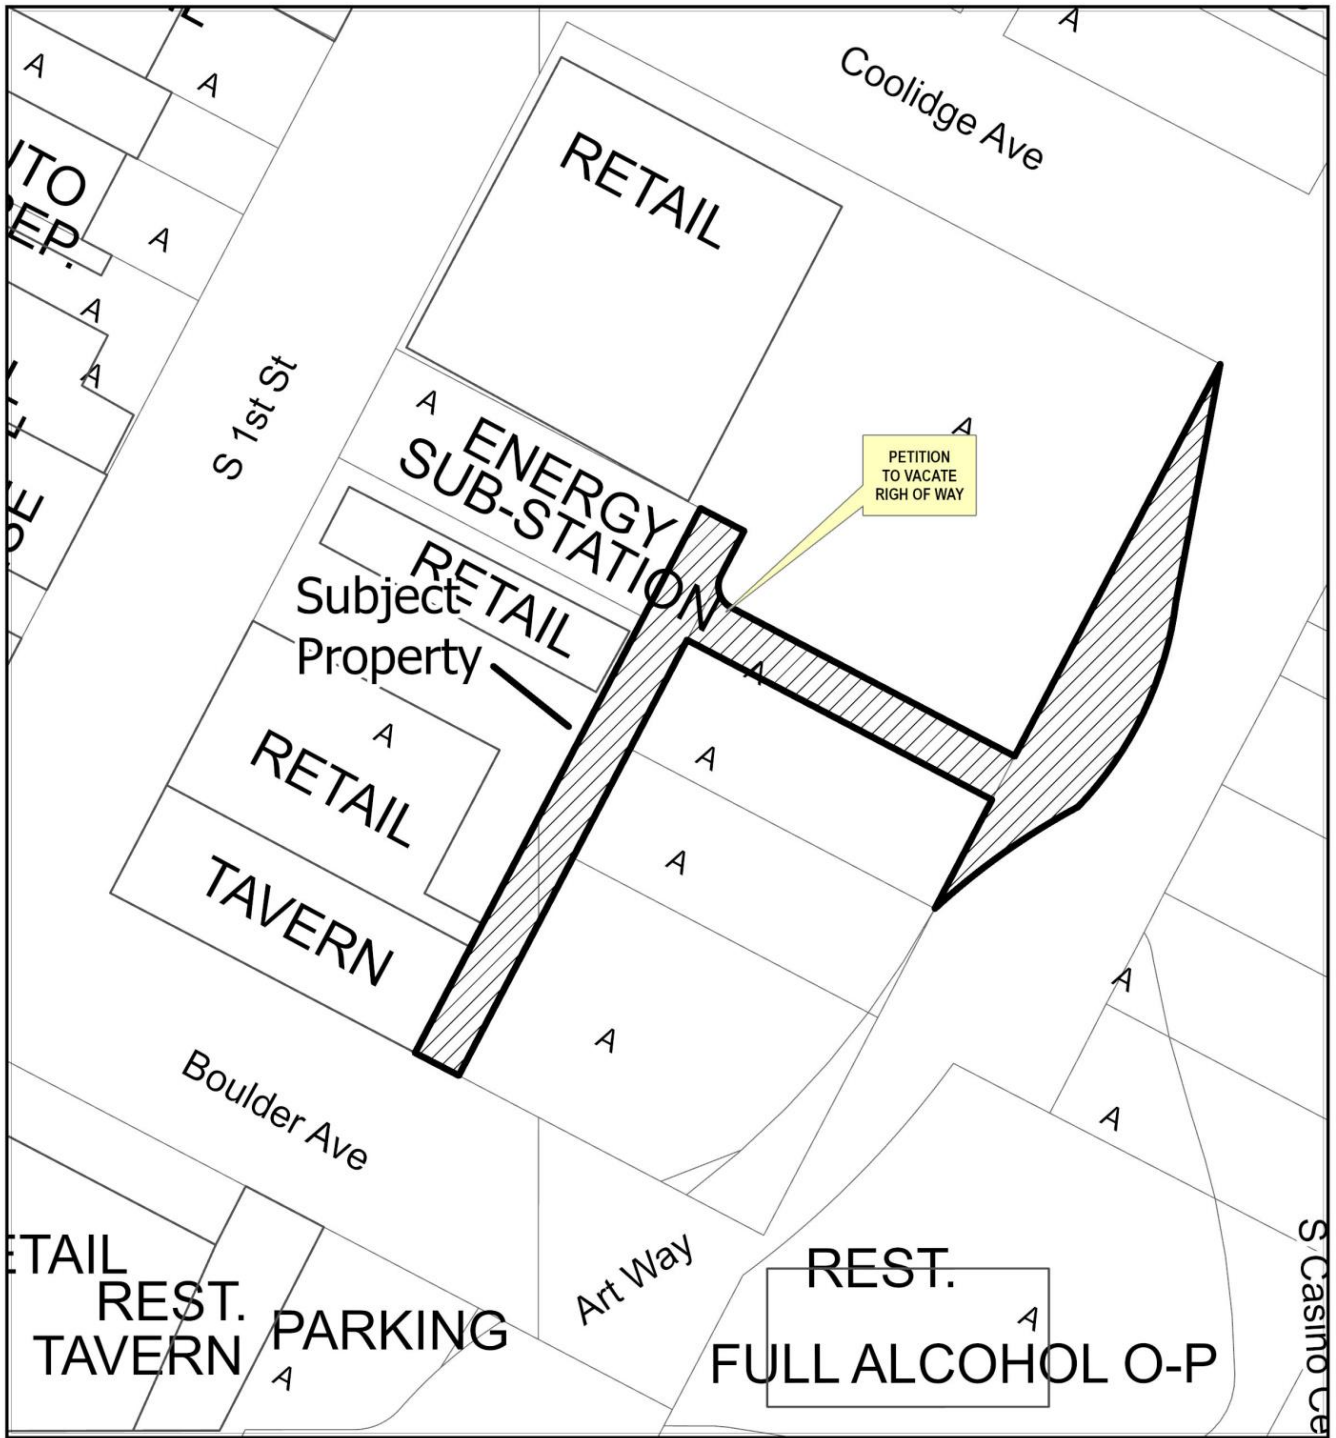 A
A
Coolidge Ave
A
RETAIL
A
A
S 1st St
A
A
A
ENERGY
SUB-STATION
A
PETITION
TO VACATE
RIGH OF WAY
RETAIL
Subject
Property
A
A
A
RETAIL
A
TAVERN
A
A
Boulder Ave
A
Art Way
REST.
TAVERN
PARKING
A
REST.
A
FULL ALCOHOL O-P
S Casino Ce